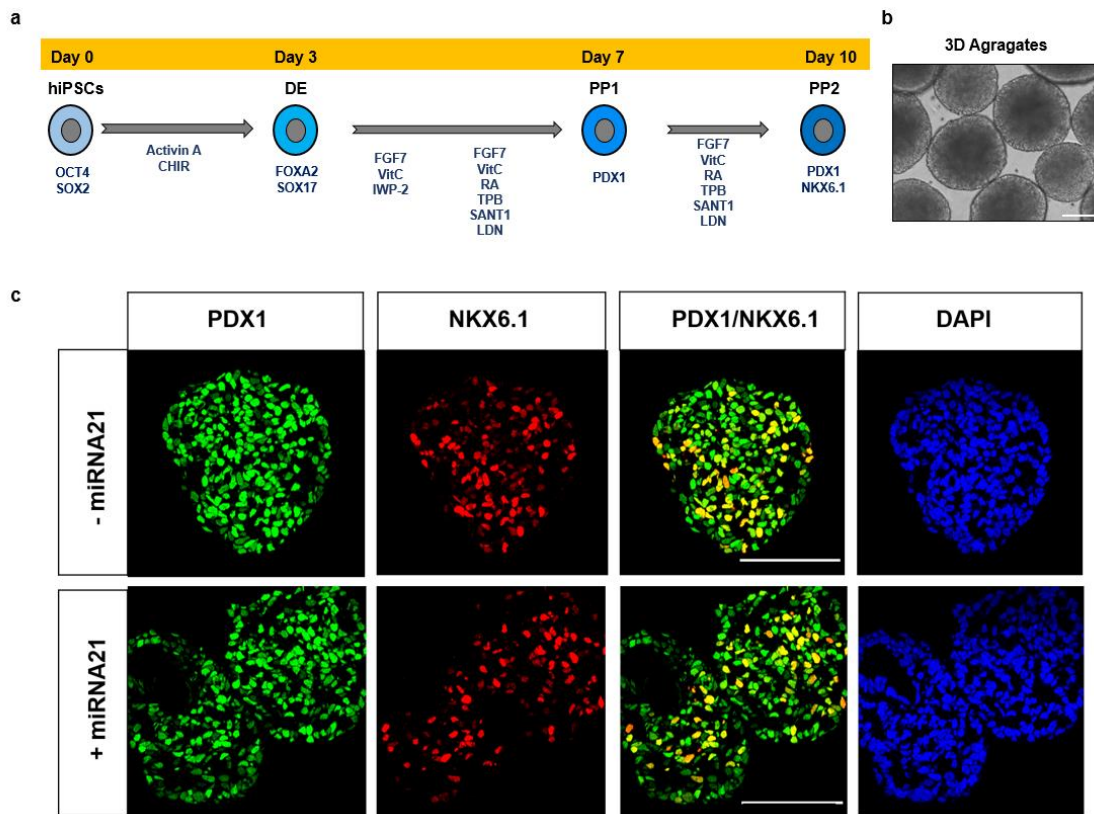 a
Day 0 Day 3 Day 7 Day 10
hiPSCs DE PP1 PP2
Activin A
CHIR
OCT4
SOX2
FOXA2
SOX17
FGF7
VitC
IWP-2
FGF7
VitC
RA
TPB
SANT1
LDN
PDX1
FGF7
VitC
RA
TPB
SANT1
LDN
PDX1
NKX6.1
b
3D Agragates
c
PDX1 NKX6.1 PDX1/NKX6.1 DAPI
- miRNA21
+ miRNA21